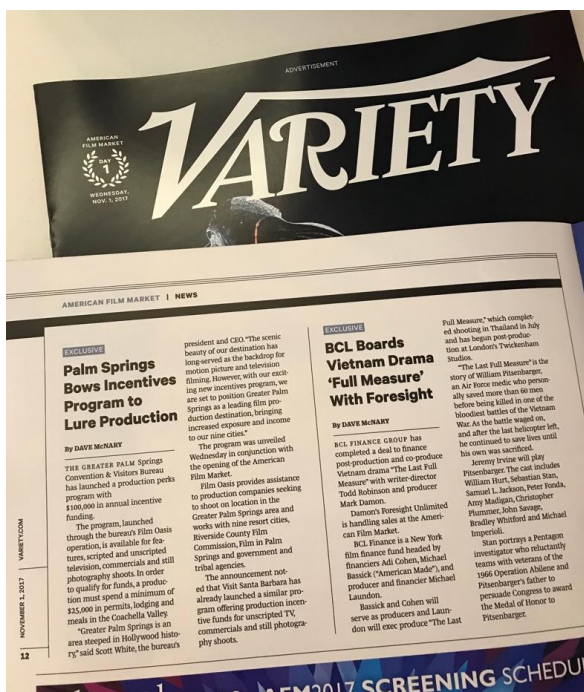 ADVERTISEMENT
VARIETY
AMERICAN
FILM MARKET
DAY
1
WEDNESDAY,
NOV. 1, 2017
AMERICAN FILM MARKET | NEWS
EXCLUSIVE
Palm Springs
Bows Incentives
Program to
Lure Production
By DAVE McNARY
THE GREATER PALM Springs
Convention & Visitors Bureau
has launched a production perks
program with
$100,000 in annual incentive
funding.
The program, launched
through the bureau's Film Oasis
operation, is available for fea-
tures, scripted and unscripted
television, commercials and still
photography shoots. In order
to qualify for funds, a produc-
tion must spend a minimum of
$25,000 in permits, lodging and
meals in the Coachella Valley.
"Greater Palm Springs is an
area steeped in Hollywood histo-
ry," said Scott White, the bureau's
president and CEO. "The scenic
beauty of our destination has
long-served as the backdrop for
motion picture and television
filming. However, with our excit-
ing new incentives program, we
are set to position Greater Palm
Springs as a leading film pro-
duction destination, bringing
increased exposure and income
to our nine cities."
The program was unveiled
Wednesday in conjunction with
the opening of the American
Film Market.
Film Oasis provides assistance
to production companies seeking
to shoot on location in the
Greater Palm Springs area and
works with nine resort cities,
Riverside County Film
Commission, Film in Palm
Springs and government and
tribal agencies.
The announcement not-
ed that Visit Santa Barbara has
already launched a similar pro-
gram offering production incen-
tive funds for unscripted TV,
commercials and still photogra-
phy shoots.
EXCLUSIVE
BCL Boards
Vietnam Drama
'Full Measure'
With Foresight
By DAVE McNARY
BCL FINANCE GROUP has
completed a deal to finance
post-production and co-produce
Vietnam drama "The Last Full
Measure" with writer-director
Todd Robinson and producer
Mark Damon.
Damon's Foresight Unlimited
is handling sales at the Ameri-
can Film Market.
BCL Finance is a New York
film finance fund headed by
financiers Adi Cohen, Michael
Bassick ("American Made"), and
producer and financier Michael
Laundon.
Bassick and Cohen will
serve as producers and Laun-
don will exec produce "The Last
Full Measure," which complet-
ed shooting in Thailand in July
and has begun post-produc-
tion at London's Twickenham
Studios.
"The Last Full Measure" is the
story of William Pitsenbarger,
an Air Force medic who person-
ally saved more than 60 men
before being killed in one of the
bloodiest battles of the Vietnam
War. As the battle waged on,
and after the last helicopter left,
he continued to save lives until
his own was sacrificed.
Jeremy Irvine will play
Pitsenbarger. The cast includes
William Hurt, Sebastian Stan,
Samuel L. Jackson, Peter Fonda,
Amy Madigan, Christopher
Plummer, John Savage,
Bradley Whitford and Michael
Imperioli.
Stan portrays a Pentagon
investigator who reluctantly
teams with veterans of the
1966 Operation Abilene and
Pitsenbarger's father to
persuade Congress to award
the Medal of Honor to
Pitsenbarger.
NOVEMBER 1, 2017 | VARIETY.COM
12
AFM2017 SCREENING